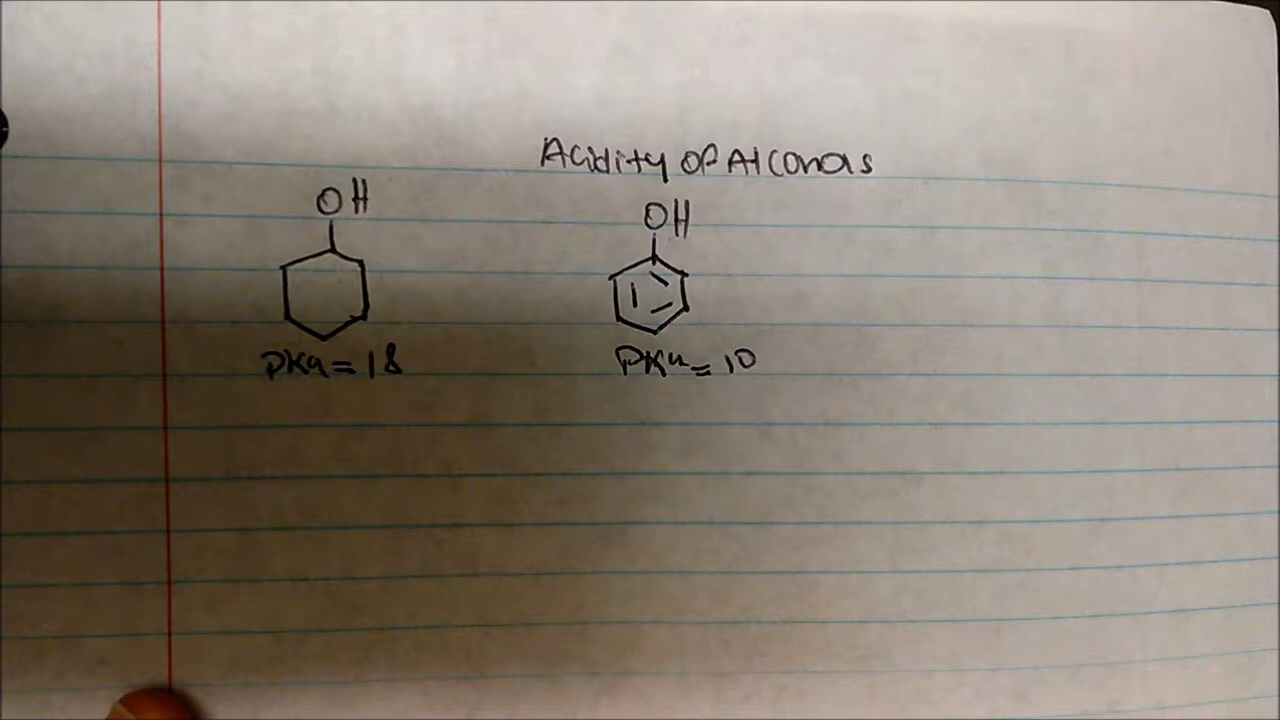 Acidity of Alcohols
OH
OH
PKa = 18
PKa = 10